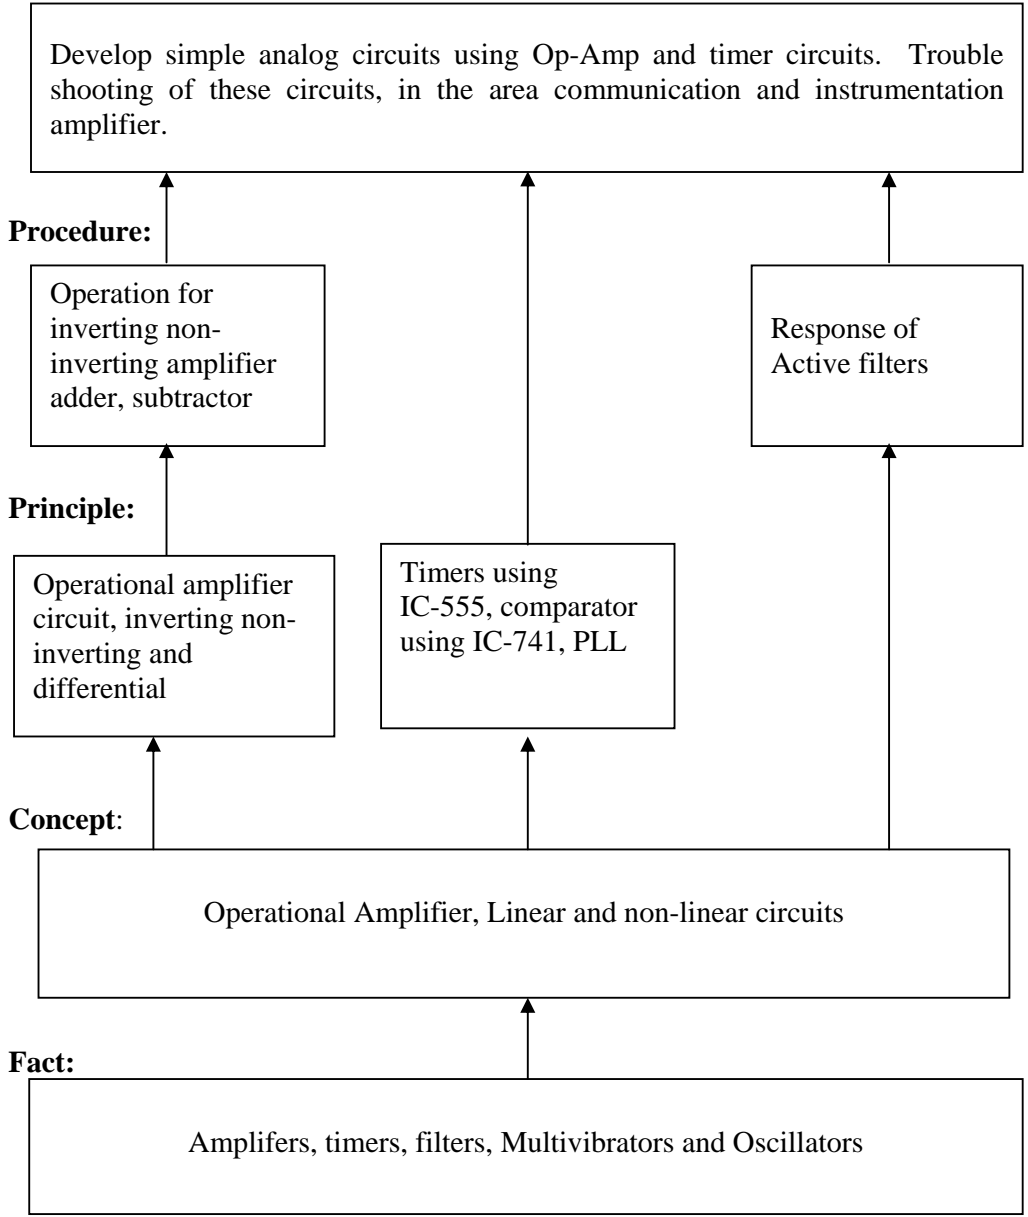 Develop simple analog circuits using Op-Amp and timer circuits. Trouble
shooting of these circuits, in the area communication and instrumentation
amplifier.
Procedure:
Operation for
inverting non-
inverting amplifier
adder, subtractor
Response of
Active filters
Principle:
Operational amplifier
circuit, inverting non-
inverting and
differential
Timers using
IC-555, comparator
using IC-741, PLL
Concept:
Operational Amplifier, Linear and non-linear circuits
Fact:
Amplifers, timers, filters, Multivibrators and Oscillators